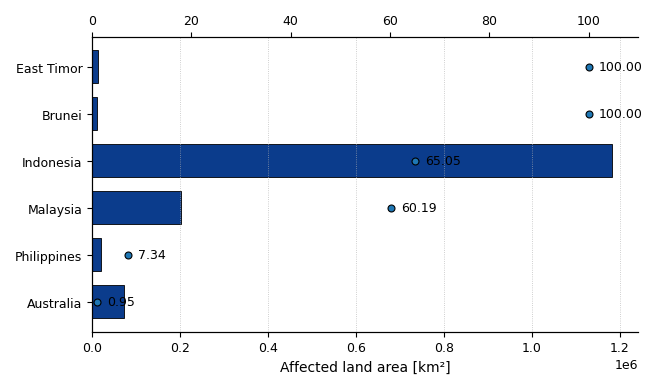 0 20 40 60 80 100
East Timor 100.00
Brunei 100.00
Indonesia 65.05
Malaysia 60.19
Philippines 7.34
Australia 0.95
0.0 0.2 0.4 0.6 0.8 1.0 1.2
1e6
Affected land area [km²]